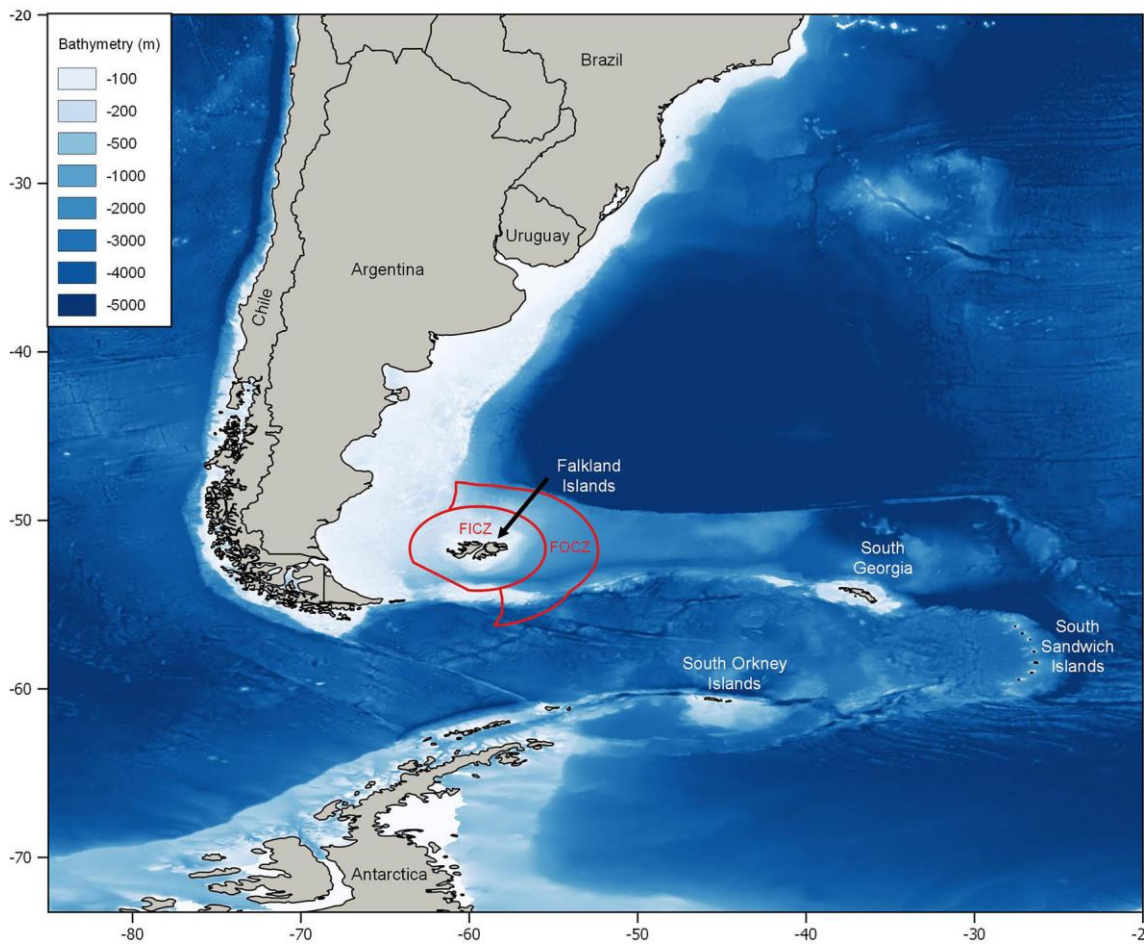 -20
-30
-40
-50
-60
-70
Bathymetry (m)
-100
-200
-500
-1000
-2000
-3000
-4000
-5000
Brazil
Uruguay
Argentina
Chile
Falkland
Islands
FICZ
FOCZ
South
Georgia
South
Sandwich
Islands
South Orkney
Islands
Antarctica
-80
-70
-60
-50
-40
-30
-2